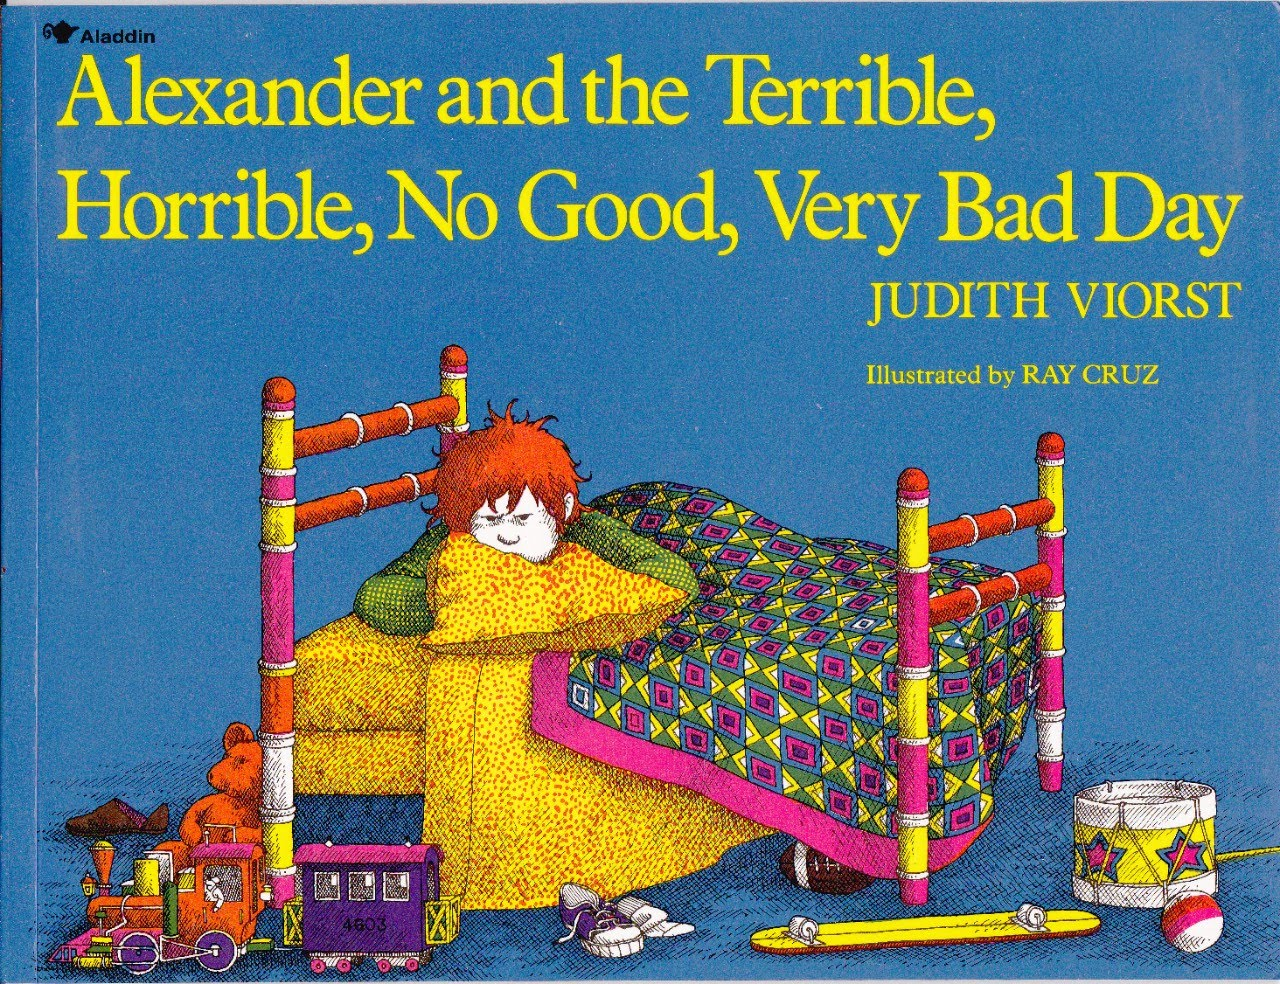 Aladdin
Alexander and the Terrible,
Horrible, No Good, Very Bad Day
JUDITH VIORST
Illustrated by RAY CRUZ
4603